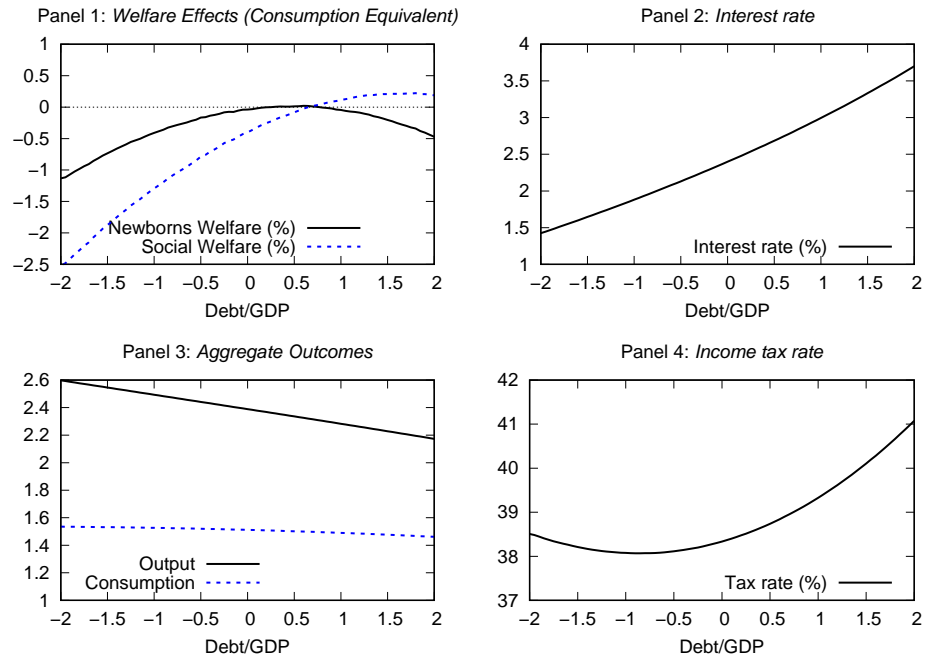 Panel 1: Welfare Effects (Consumption Equivalent)
1
0.5
0
−0.5
−1
−1.5
−2
−2.5
Newborns Welfare (%)
Social Welfare (%)
−2 −1.5 −1 −0.5 0 0.5 1 1.5 2
Debt/GDP
Panel 2: Interest rate
4
3.5
3
2.5
2
1.5
1
Interest rate (%)
−2 −1.5 −1 −0.5 0 0.5 1 1.5 2
Debt/GDP
Panel 3: Aggregate Outcomes
2.6
2.4
2.2
2
1.8
1.6
1.4
1.2
1
Output
Consumption
−2 −1.5 −1 −0.5 0 0.5 1 1.5 2
Debt/GDP
Panel 4: Income tax rate
42
41
40
39
38
37
Tax rate (%)
−2 −1.5 −1 −0.5 0 0.5 1 1.5 2
Debt/GDP